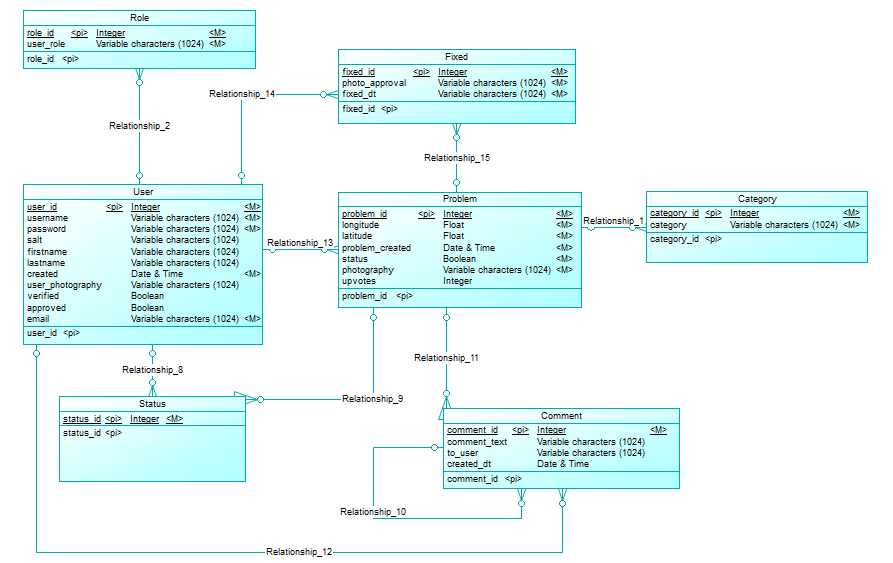 Role
role_id <pi> Integer <M>
user_role Variable characters (1024) <M>
role_id <pi>
Relationship_2
Relationship_14
Fixed
fixed_id <pi> Integer <M>
photo_approval Variable characters (1024) <M>
fixed_dt Variable characters (1024) <M>
fixed_id <pi>
Relationship_15
User
user_id <pi> Integer <M>
username Variable characters (1024) <M>
password Variable characters (1024) <M>
salt Variable characters (1024)
firstname Variable characters (1024)
lastname Variable characters (1024)
created Date & Time <M>
user_photography Variable characters (1024)
verified Boolean
approved Boolean
email Variable characters (1024) <M>
user_id <pi>
Relationship_13
Problem
problem_id <pi> Integer <M>
longitude Float <M>
latitude Float <M>
problem_created Date & Time <M>
status Boolean <M>
photography Variable characters (1024) <M>
upvotes Integer
problem_id <pi>
Relationship_1
Category
category_id <pi> Integer <M>
category Variable characters (1024) <M>
category_id <pi>
Relationship_8
Relationship_9
Relationship_11
Status
status_id <pi> Integer <M>
status_id <pi>
Comment
comment_id <pi> Integer <M>
comment_text Variable characters (1024)
to_user Variable characters (1024)
created_dt Date & Time
comment_id <pi>
Relationship_10
Relationship_12